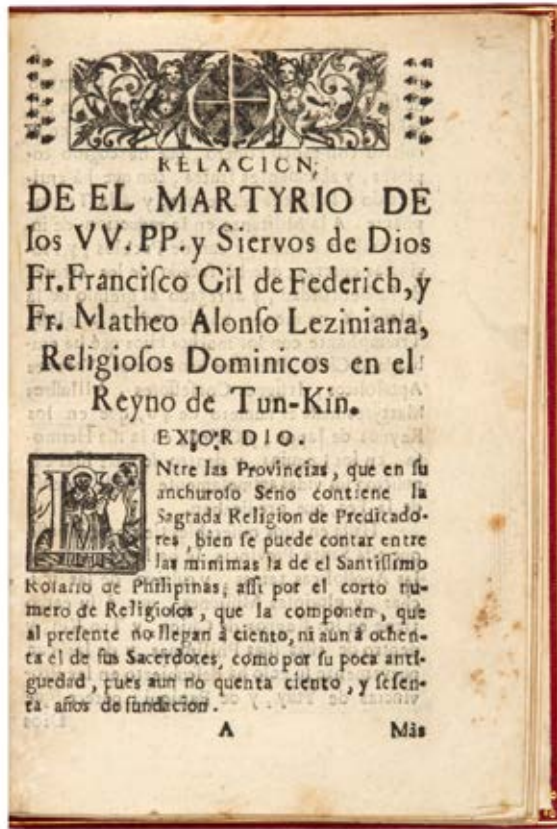 RELACION,
DE EL MARTYRIO DE
los VV. PP. y Siervos de Dios
Fr. Franciſco Gil de Federich, y
Fr. Matheo Alonſo Leziniana,
Religioſos Dominicos en el
Reyno de Tun-Kin.
EXORDIO.
Ntre las Provincias, que en ſu
anchuroſo Seno contiene la
Sagrada Religion de Predicado-
res, bien se puede contar entre
las minimas la de el Santiſſimo
Roſario de Philipinas, aſſi por el corto nu-
mero de Religioſos, que la componen, que
al preſente no llegan à ciento, ni aun à ochen-
ta el de ſus Sacerdotes, como por ſu poca anti-
guedad, pues aun no quenta ciento, y ſeſen-
ta años de fundacion.
A Màs